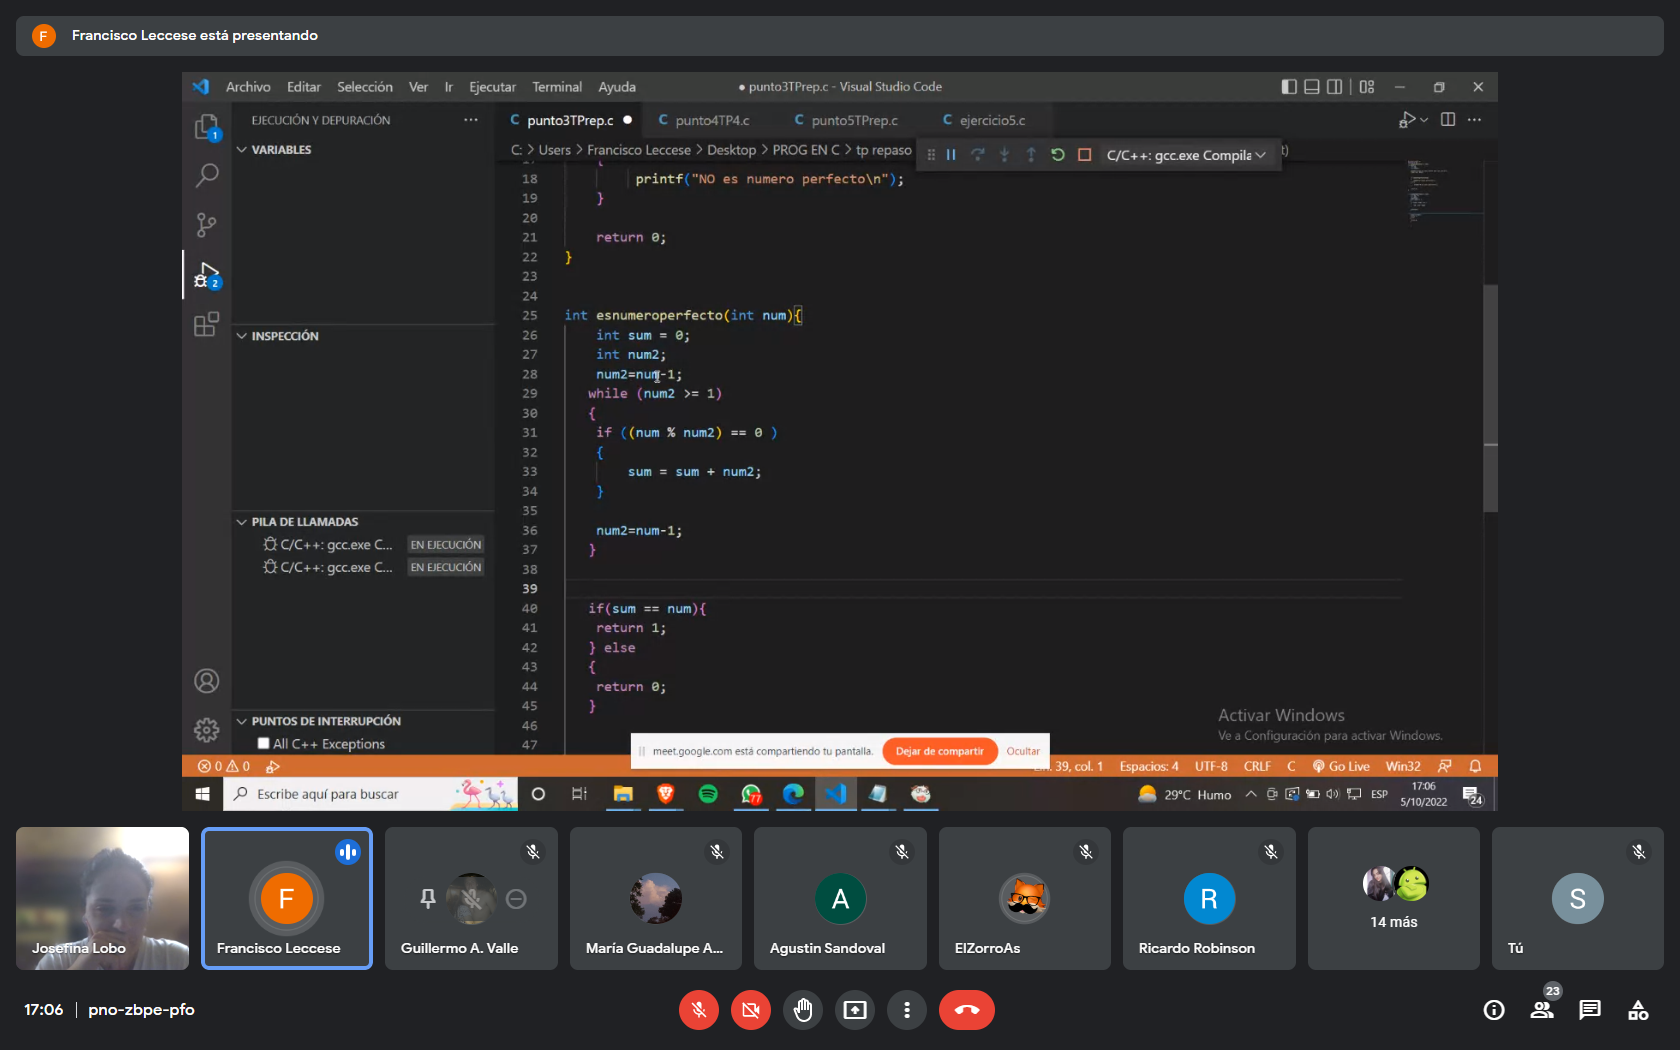 F Francisco Leccese está presentando
Archivo Editar Selección Ver Ir Ejecutar Terminal Ayuda
● punto3TPrep.c - Visual Studio Code
EJECUCIÓN Y DEPURACIÓN ···
C punto3TPrep.c ●
C punto4TP4.c
C punto5TPrep.c
C ejercicio5.c
1
VARIABLES
C: > Users > Francisco Leccese > Desktop > PROG EN C > tp repaso
C/C++: gcc.exe Compila
18 printf("NO es numero perfecto\n");
19 }
20
21 return 0;
22 }
23
24
25 int esnumeroperfecto(int num){
26 int sum = 0;
27 int num2;
28 num2=num-1;
29 while (num2 >= 1)
30 {
31 if ((num % num2) == 0 )
32 {
33 sum = sum + num2;
34 }
35
36 num2=num-1;
37 }
38
39
40 if(sum == num){
41 return 1;
42 } else
43 {
44 return 0;
45 }
46
47
2
INSPECCIÓN
PILA DE LLAMADAS
C/C++: gcc.exe C... EN EJECUCIÓN
C/C++: gcc.exe C... EN EJECUCIÓN
PUNTOS DE INTERRUPCIÓN
All C++ Exceptions
Activar Windows
Ve a Configuración para activar Windows.
meet.google.com está compartiendo tu pantalla. Dejar de compartir Ocultar
0 0
39, col. 1 Espacios: 4 UTF-8 CRLF C Go Live Win32
Escribe aquí para buscar
77
29°C Humo
ESP
17:06
5/10/2022
24
Josefina Lobo
F
Francisco Leccese
Guillermo A. Valle
María Guadalupe A...
A
Agustin Sandoval
ElZorroAs
R
Ricardo Robinson
14 más
S
Tú
17:06 | pno-zbpe-pfo
23